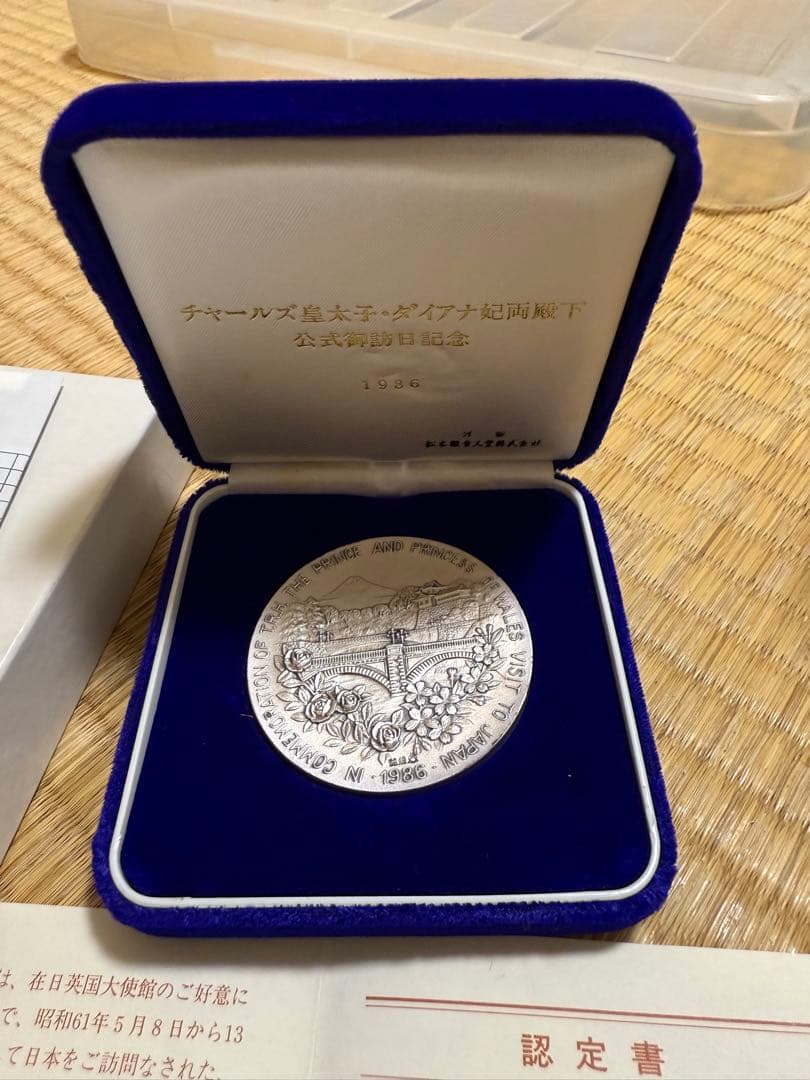 チャールズ皇太子・ダイアナ妃両殿下
公式御訪日記念
1986
IN COMMEMORATION OF T.R.H. THE PRINCE AND PRINCESS OF WALES VISIT TO JAPAN · 1986 ·
は、在日英国大使館のご好意に
で、昭和61年5月8日から13
て日本をご訪問なされた
認定書